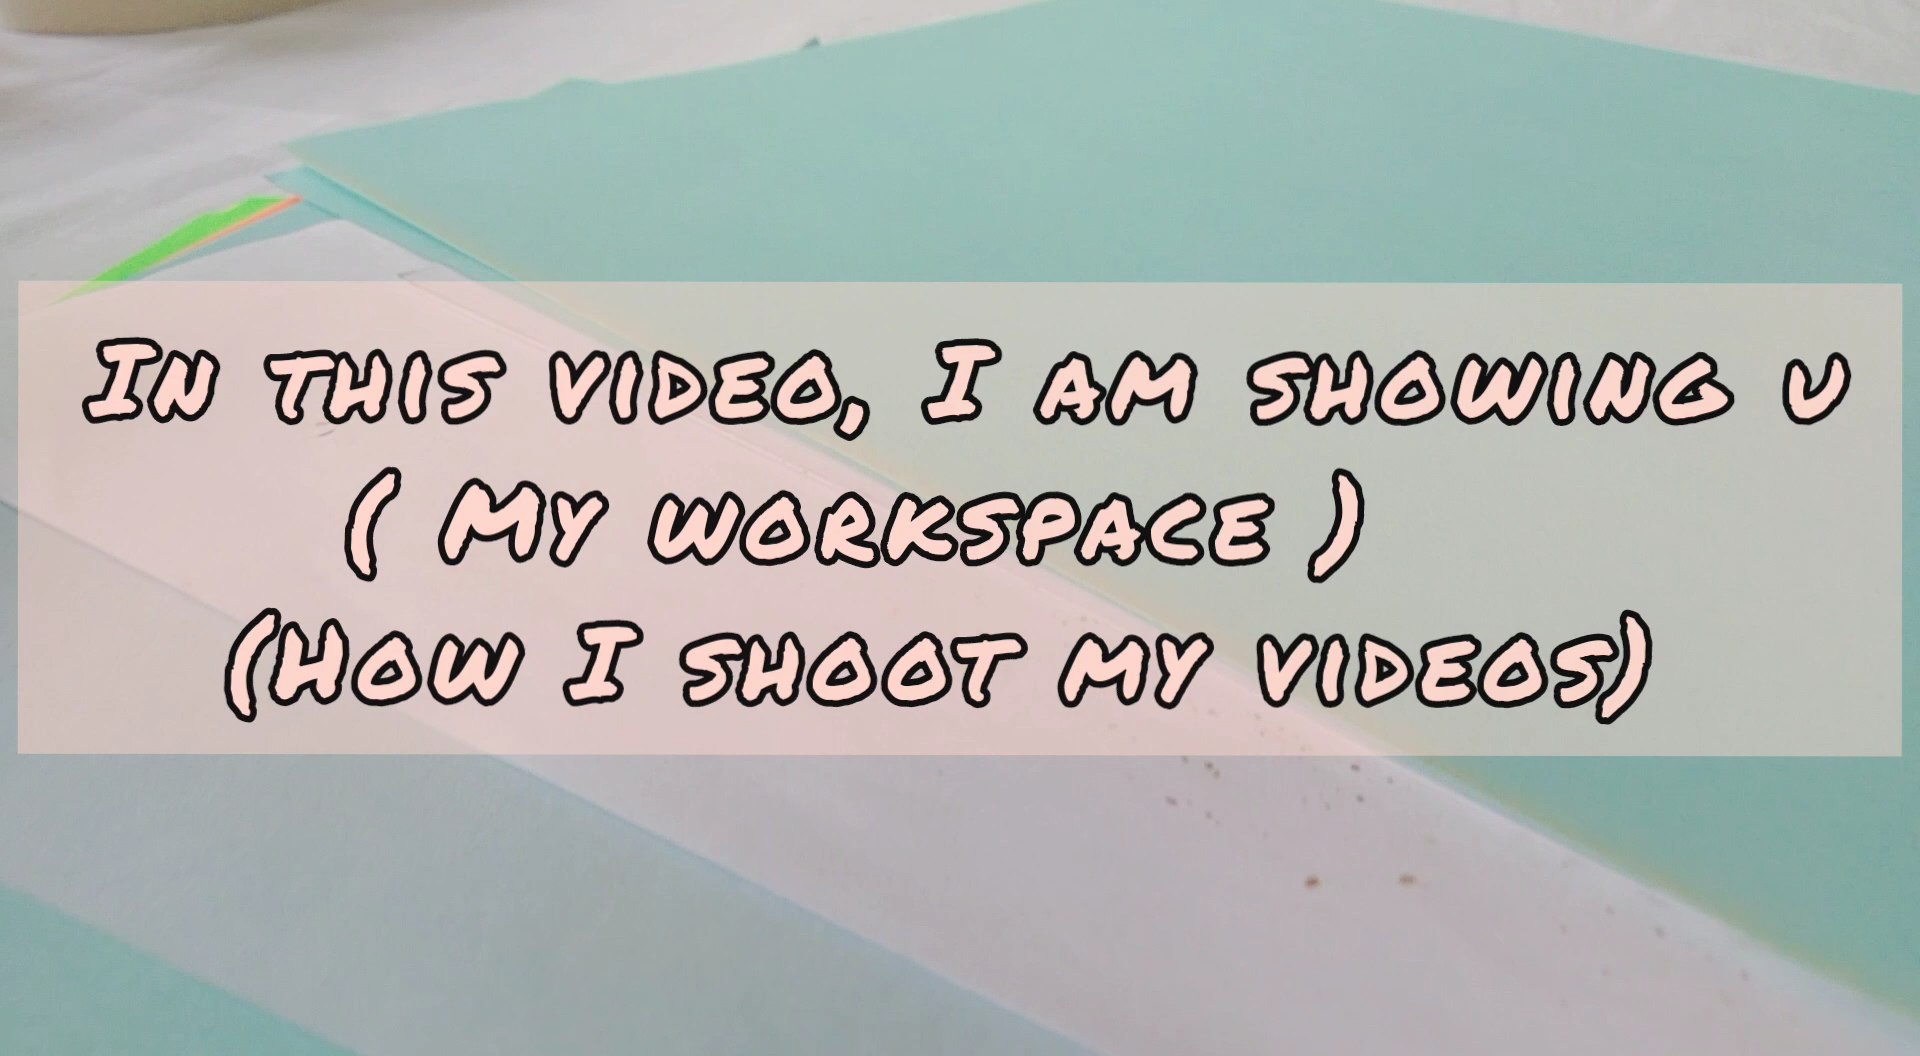 In this video, I am showing u
( My workspace )
(How I shoot my videos)